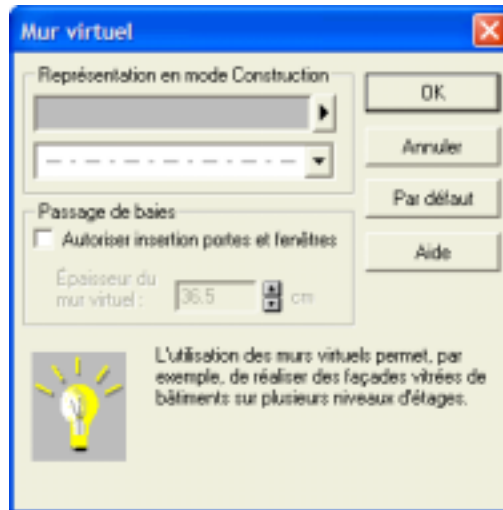 Mur virtuel
Représentation en mode Construction
OK
Annuler
Par défaut
Aide
Passage de baies
Autoriser insertion portes et fenêtres
Épaisseur du
mur virtuel :
36.5
cm
L'utilisation des murs virtuels permet, par
exemple, de réaliser des façades vitrées de
bâtiments sur plusieurs niveaux d'étages.